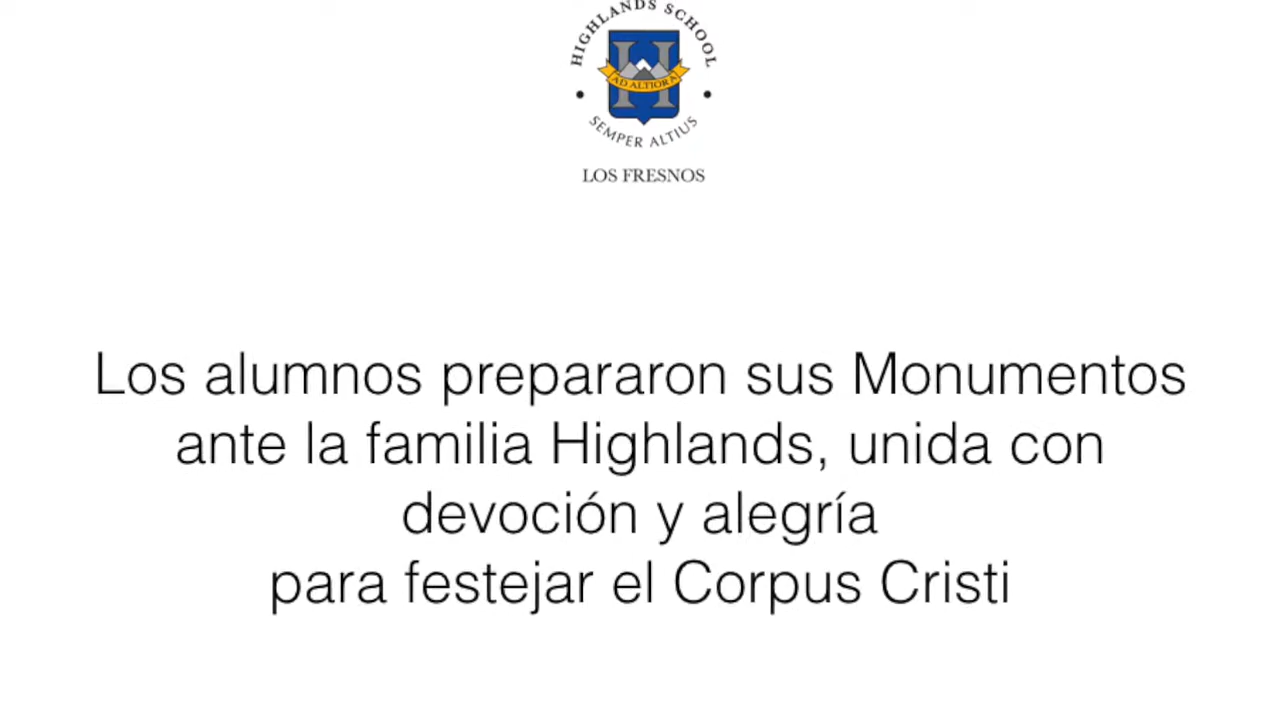 HIGHLANDS SCHOOL
AD ALTIORA
SEMPER ALTIUS
LOS FRESNOS
Los alumnos prepararon sus Monumentos
ante la familia Highlands, unida con
devoción y alegría
para festejar el Corpus Cristi